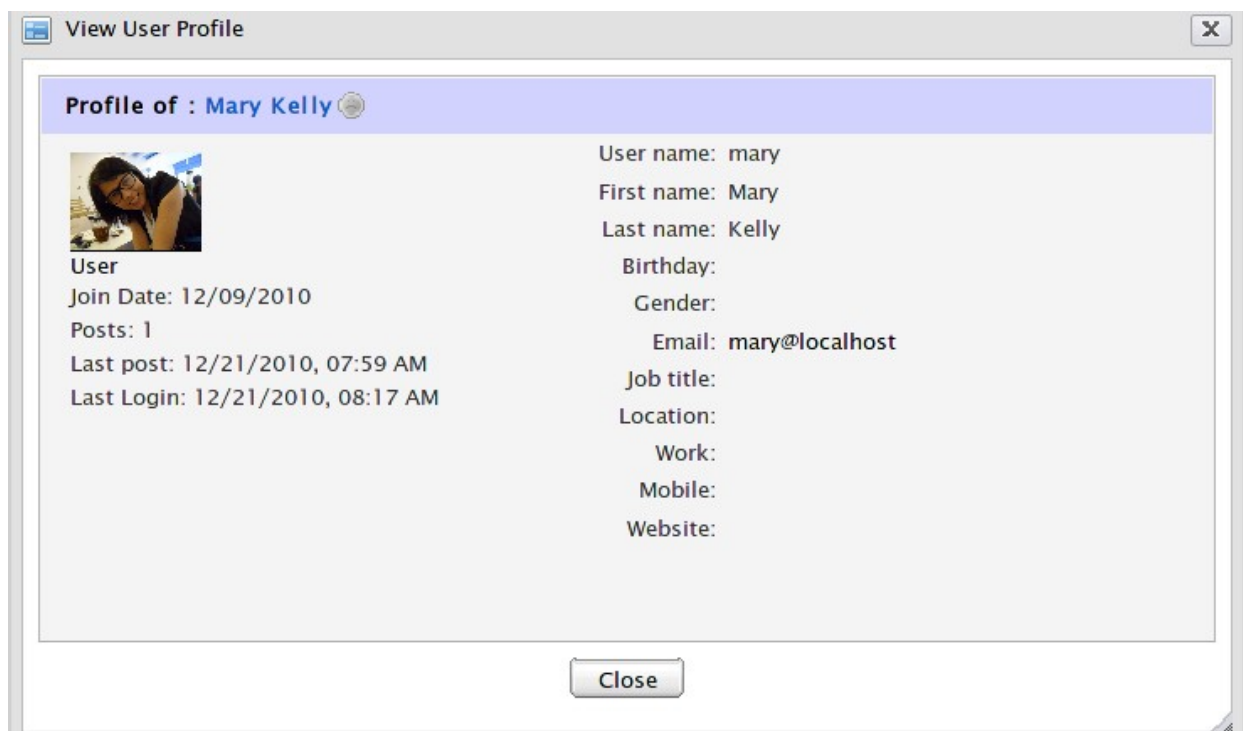 View User Profile
X
Profile of : Mary Kelly
User
Join Date: 12/09/2010
Posts: 1
Last post: 12/21/2010, 07:59 AM
Last Login: 12/21/2010, 08:17 AM
User name: mary
First name: Mary
Last name: Kelly
Birthday:
Gender:
Email: mary@localhost
Job title:
Location:
Work:
Mobile:
Website:
Close